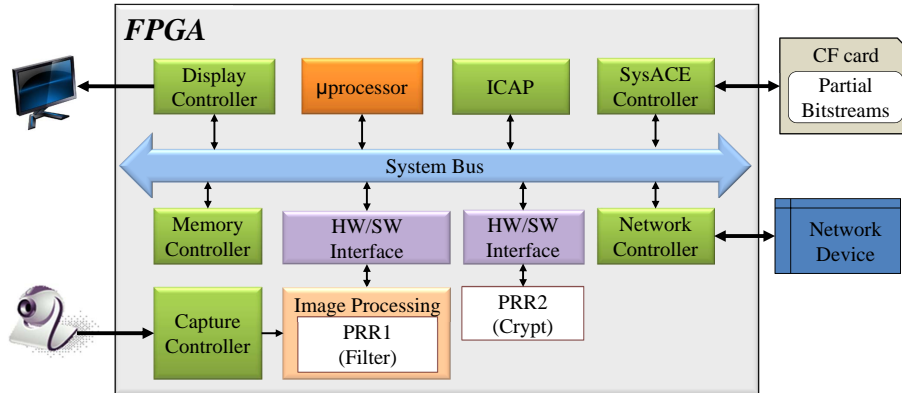 FPGA
Display
Controller
µprocessor
ICAP
SysACE
Controller
CF card
Partial
Bitstreams
System Bus
Memory
Controller
HW/SW
Interface
HW/SW
Interface
Network
Controller
Network
Device
Capture
Controller
Image Processing
PRR1
(Filter)
PRR2
(Crypt)